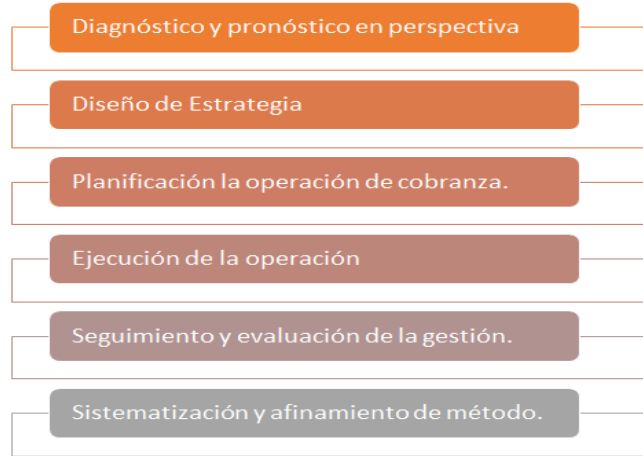 Diagnóstico y pronóstico en perspectiva
Diseño de Estrategia
Planificación la operación de cobranza.
Ejecución de la operación
Seguimiento y evaluación de la gestión.
Sistematización y afinamiento de método.